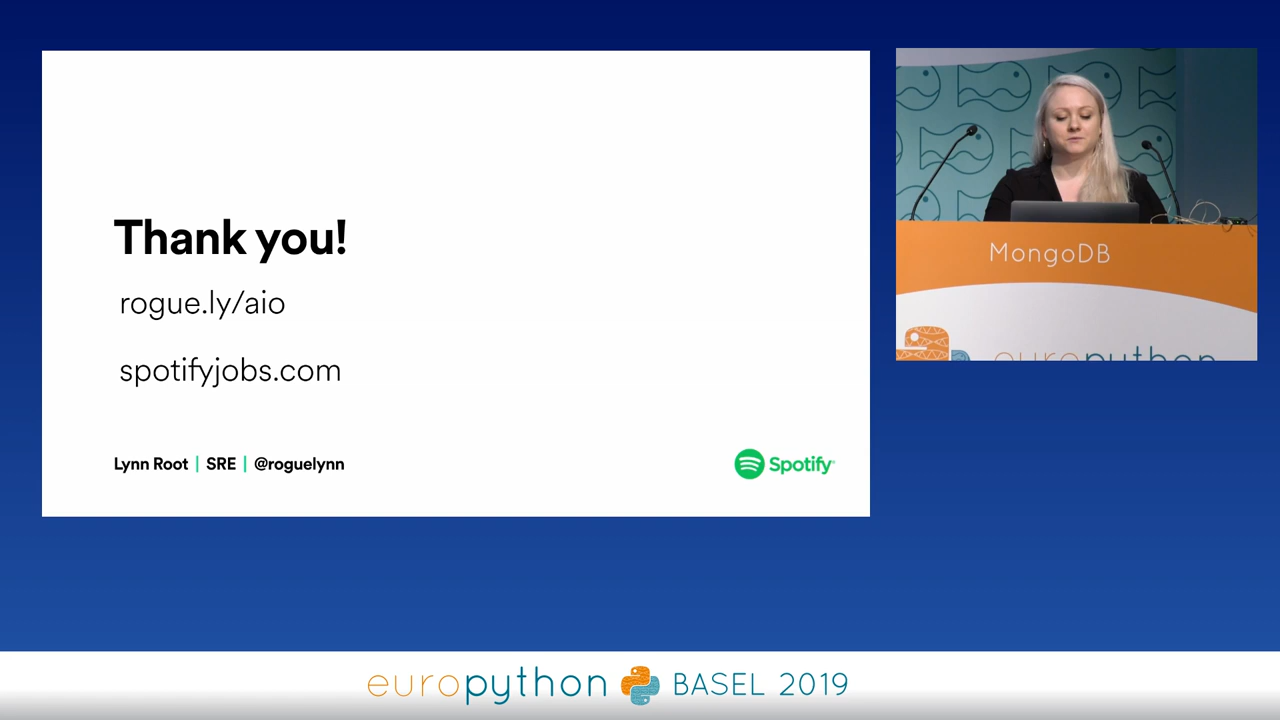 Thank you!
rogue.ly/aio
spotifyjobs.com
Lynn Root | SRE | @roguelynn
Spotify
MongoDB
europython
europython BASEL 2019